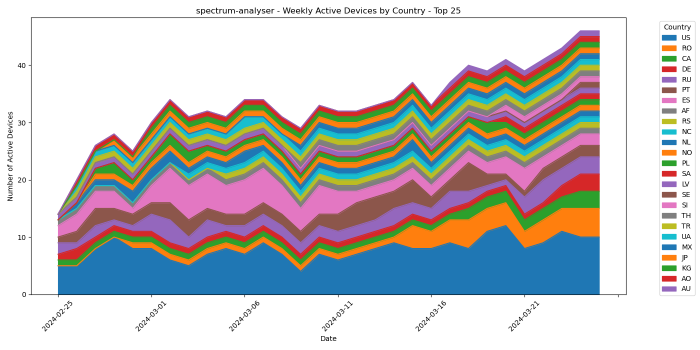 spectrum-analyser - Weekly Active Devices by Country - Top 25
Number of Active Devices
40
30
20
10
0
2024-02-25
2024-03-01
2024-03-06
2024-03-11
2024-03-16
2024-03-21
Date
Country
US
RO
CA
DE
RU
PT
ES
AF
RS
NC
NL
NO
PL
SA
LV
SE
SI
TH
TR
UA
MX
JP
KG
AO
AU